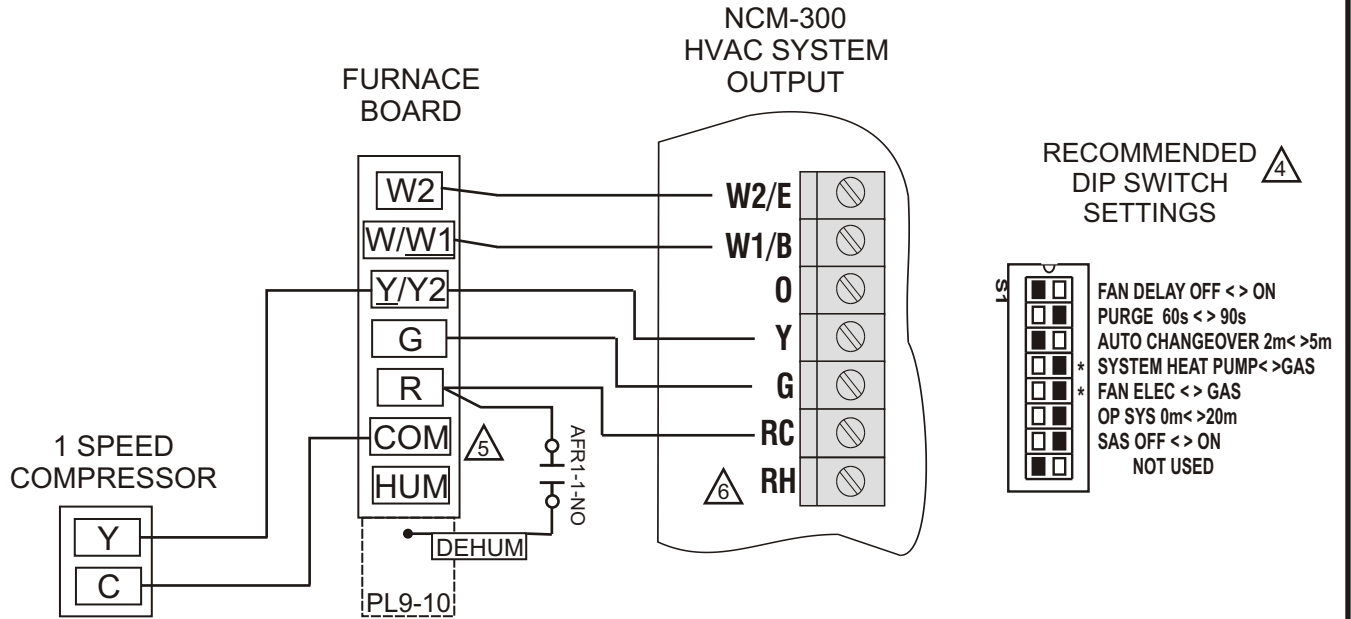 NCM-300
HVAC SYSTEM
OUTPUT
FURNACE
BOARD
W2
W/W1
Y/Y2
G
R
COM
HUM
5
AFR1-1-NO
DEHUM
PL9-10
1 SPEED
COMPRESSOR
Y
C
W2/E
W1/B
O
Y
G
RC
RH
6
RECOMMENDED
DIP SWITCH
SETTINGS
4
S1
FAN DELAY OFF < > ON
PURGE 60s < > 90s
AUTO CHANGEOVER 2m< >5m
* SYSTEM HEAT PUMP< >GAS
* FAN ELEC < > GAS
OP SYS 0m< >20m
SAS OFF < > ON
NOT USED